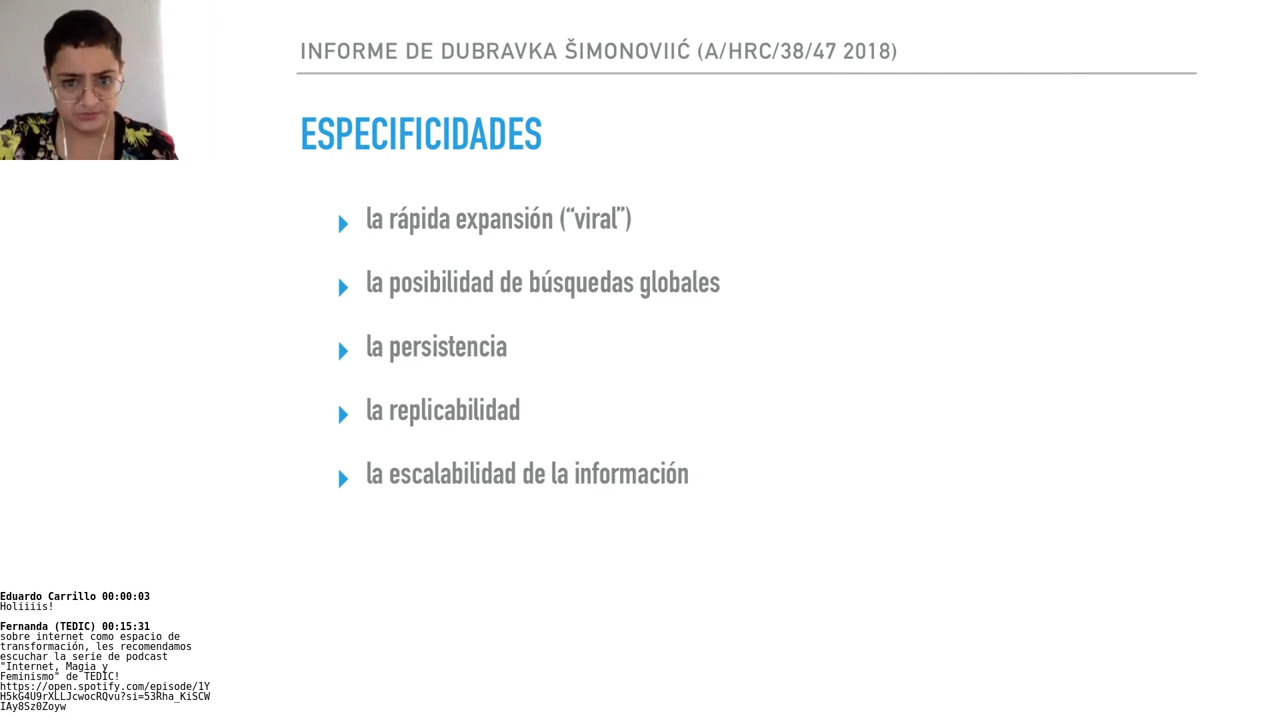 INFORME DE DUBRAVKA ŠIMONOVIIĆ (A/HRC/38/47 2018)
ESPECIFICIDADES
la rápida expansión (“viral”)
la posibilidad de búsquedas globales
la persistencia
la replicabilidad
la escalabilidad de la información
Eduardo Carrillo 00:00:03
Holiiiis!
Fernanda (TEDIC) 00:15:31
sobre internet como espacio de
transformación, les recomendamos
escuchar la serie de podcast
"Internet, Magia y
Feminismo" de TEDIC!
https://open.spotify.com/episode/1Y
H5kG4U9rXLLJcwocRQvu?si=53Rha_KiSCW
IAy8Sz0Zoyw